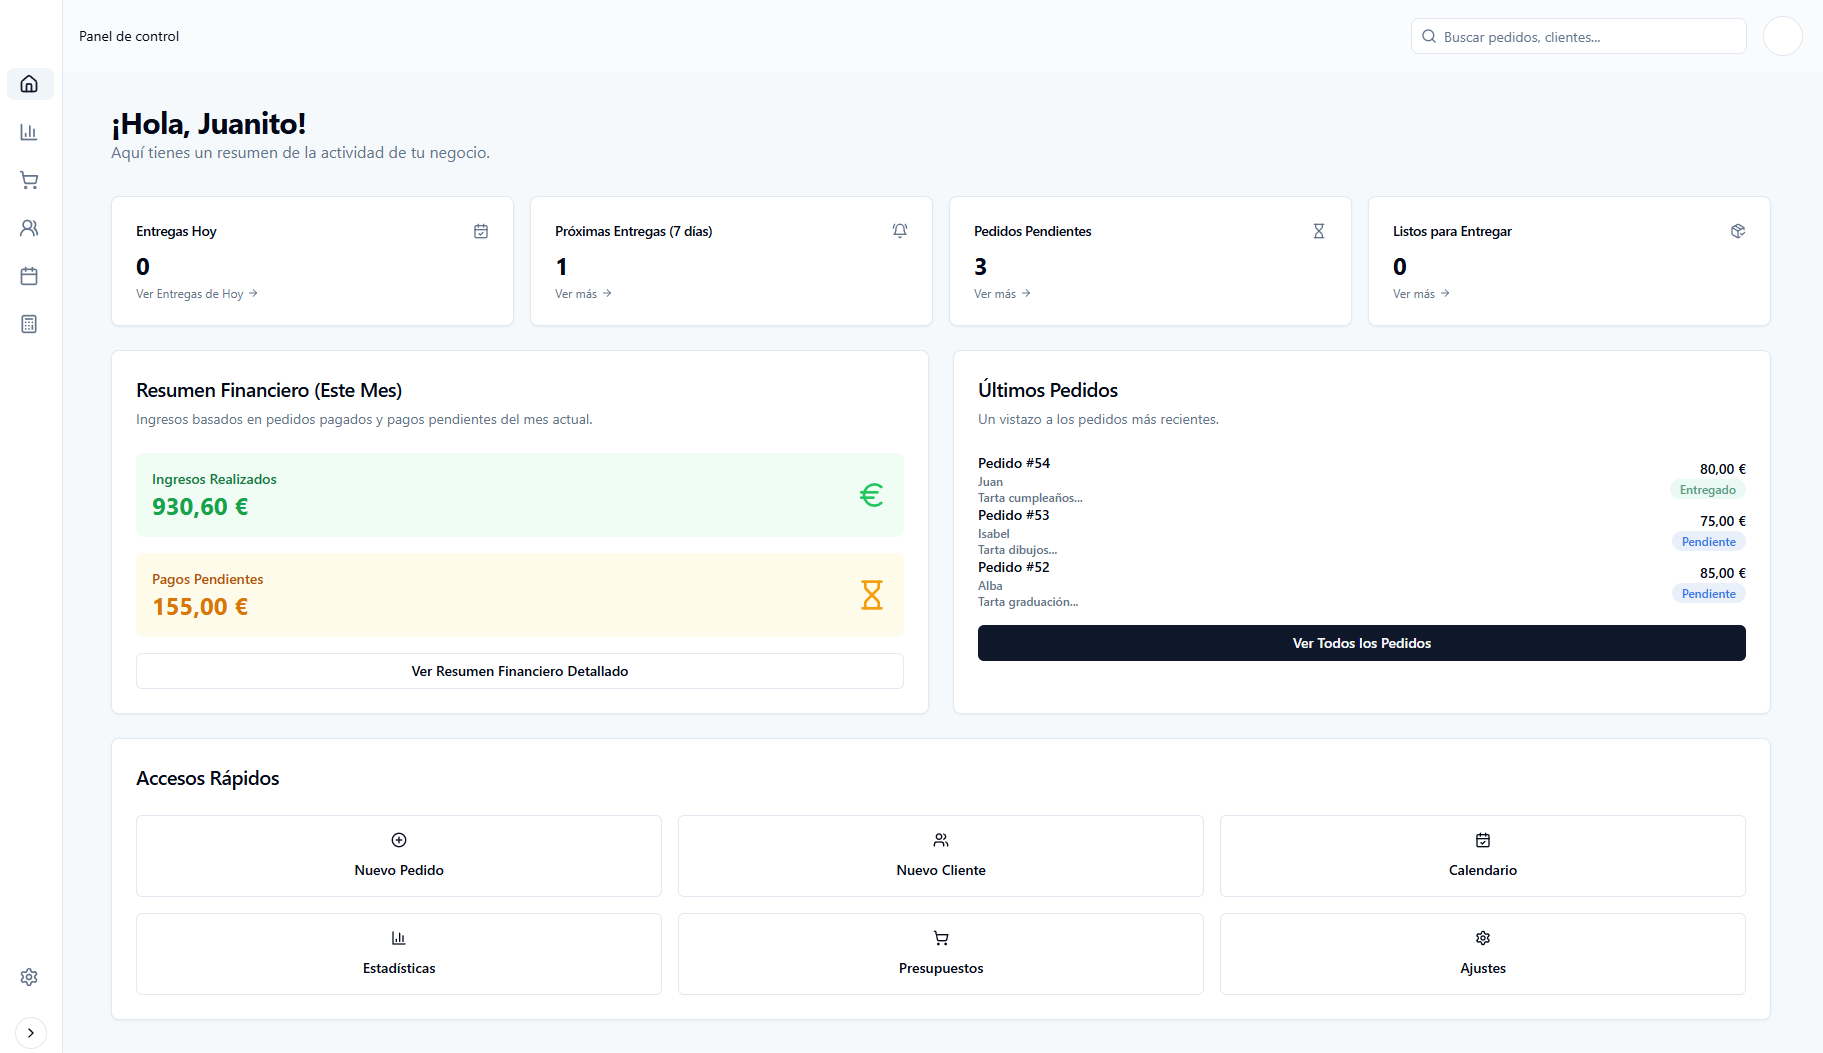 Panel de control
Buscar pedidos, clientes...
¡Hola, Juanito!
Aquí tienes un resumen de la actividad de tu negocio.
Entregas Hoy
0
Ver Entregas de Hoy
Próximas Entregas (7 días)
1
Ver más
Pedidos Pendientes
3
Ver más
Listos para Entregar
0
Ver más
Resumen Financiero (Este Mes)
Ingresos basados en pedidos pagados y pagos pendientes del mes actual.
Ingresos Realizados
930,60 €
Pagos Pendientes
155,00 €
Ver Resumen Financiero Detallado
Últimos Pedidos
Un vistazo a los pedidos más recientes.
Pedido #54
Juan
Tarta cumpleaños...
80,00 €
Entregado
Pedido #53
Isabel
Tarta dibujos...
75,00 €
Pendiente
Pedido #52
Alba
Tarta graduación...
85,00 €
Pendiente
Ver Todos los Pedidos
Accesos Rápidos
Nuevo Pedido
Nuevo Cliente
Calendario
Estadísticas
Presupuestos
Ajustes